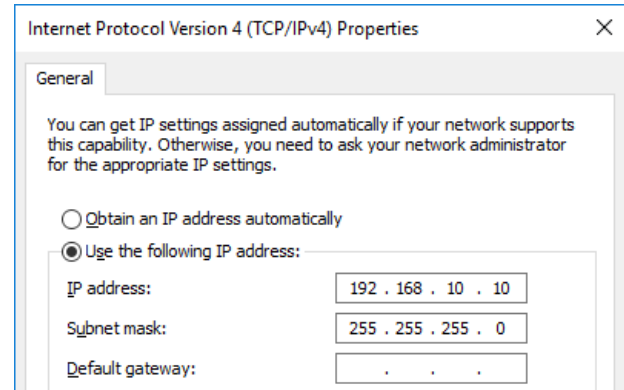 Internet Protocol Version 4 (TCP/IPv4) Properties
General
You can get IP settings assigned automatically if your network supports
this capability. Otherwise, you need to ask your network administrator
for the appropriate IP settings.
Obtain an IP address automatically
Use the following IP address:
IP address: 192 . 168 . 10 . 10
Subnet mask: 255 . 255 . 255 . 0
Default gateway: . . .